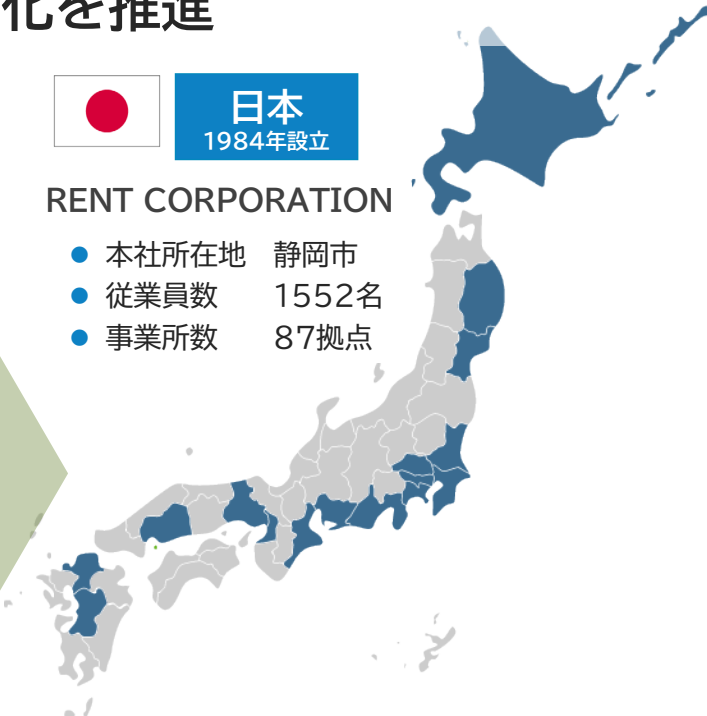 化を推進
日本
1984年設立
RENT CORPORATION
● 本社所在地 静岡市
● 従業員数 1552名
● 事業所数 87拠点